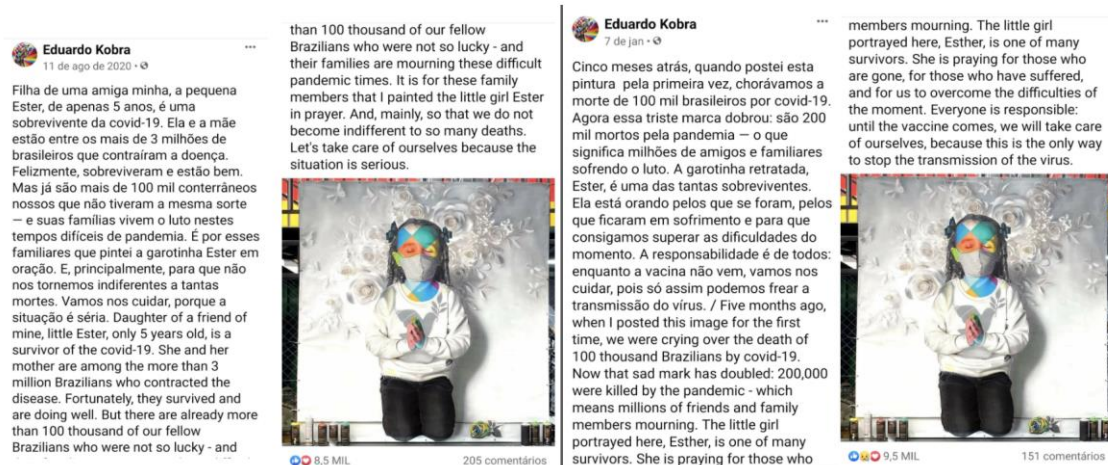 Eduardo Kobra
11 de ago de 2020 •
Filha de uma amiga minha, a pequena
Ester, de apenas 5 anos, é uma
sobrevivente da covid-19. Ela e a mãe
estão entre os mais de 3 milhões de
brasileiros que contraíram a doença.
Felizmente, sobreviveram e estão bem.
Mas já são mais de 100 mil conterrâneos
nossos que não tiveram a mesma sorte
— e suas famílias vivem o luto nestes
tempos difíceis de pandemia. É por esses
familiares que pintei a garotinha Ester em
oração. E, principalmente, para que não
nos tornemos indiferentes a tantas
mortes. Vamos nos cuidar, porque a
situação é séria. Daughter of a friend of
mine, little Ester, only 5 years old, is a
survivor of the covid-19. She and her
mother are among the more than 3
million Brazilians who contracted the
disease. Fortunately, they survived and
are doing well. But there are already more
than 100 thousand of our fellow
Brazilians who were not so lucky - and
than 100 thousand of our fellow
Brazilians who were not so lucky - and
their families are mourning these difficult
pandemic times. It is for these family
members that I painted the little girl Ester
in prayer. And, mainly, so that we do not
become indifferent to so many deaths.
Let's take care of ourselves because the
situation is serious.
8,5 MIL
205 comentários
Eduardo Kobra
7 de jan •
Cinco meses atrás, quando postei esta
pintura pela primeira vez, chorávamos a
morte de 100 mil brasileiros por covid-19.
Agora essa triste marca dobrou: são 200
mil mortos pela pandemia — o que
significa milhões de amigos e familiares
sofrendo o luto. A garotinha retratada,
Ester, é uma das tantas sobreviventes.
Ela está orando pelos que se foram, pelos
que ficaram em sofrimento e para que
consigamos superar as dificuldades do
momento. A responsabilidade é de todos:
enquanto a vacina não vem, vamos nos
cuidar, pois só assim podemos frear a
transmissão do vírus. / Five months ago,
when I posted this image for the first
time, we were crying over the death of
100 thousand Brazilians by covid-19.
Now that sad mark has doubled: 200,000
were killed by the pandemic - which
means millions of friends and family
members mourning. The little girl
portrayed here, Esther, is one of many
survivors. She is praying for those who
members mourning. The little girl
portrayed here, Esther, is one of many
survivors. She is praying for those who
are gone, for those who have suffered,
and for us to overcome the difficulties of
the moment. Everyone is responsible:
until the vaccine comes, we will take care
of ourselves, because this is the only way
to stop the transmission of the virus.
9,5 MIL
151 comentários